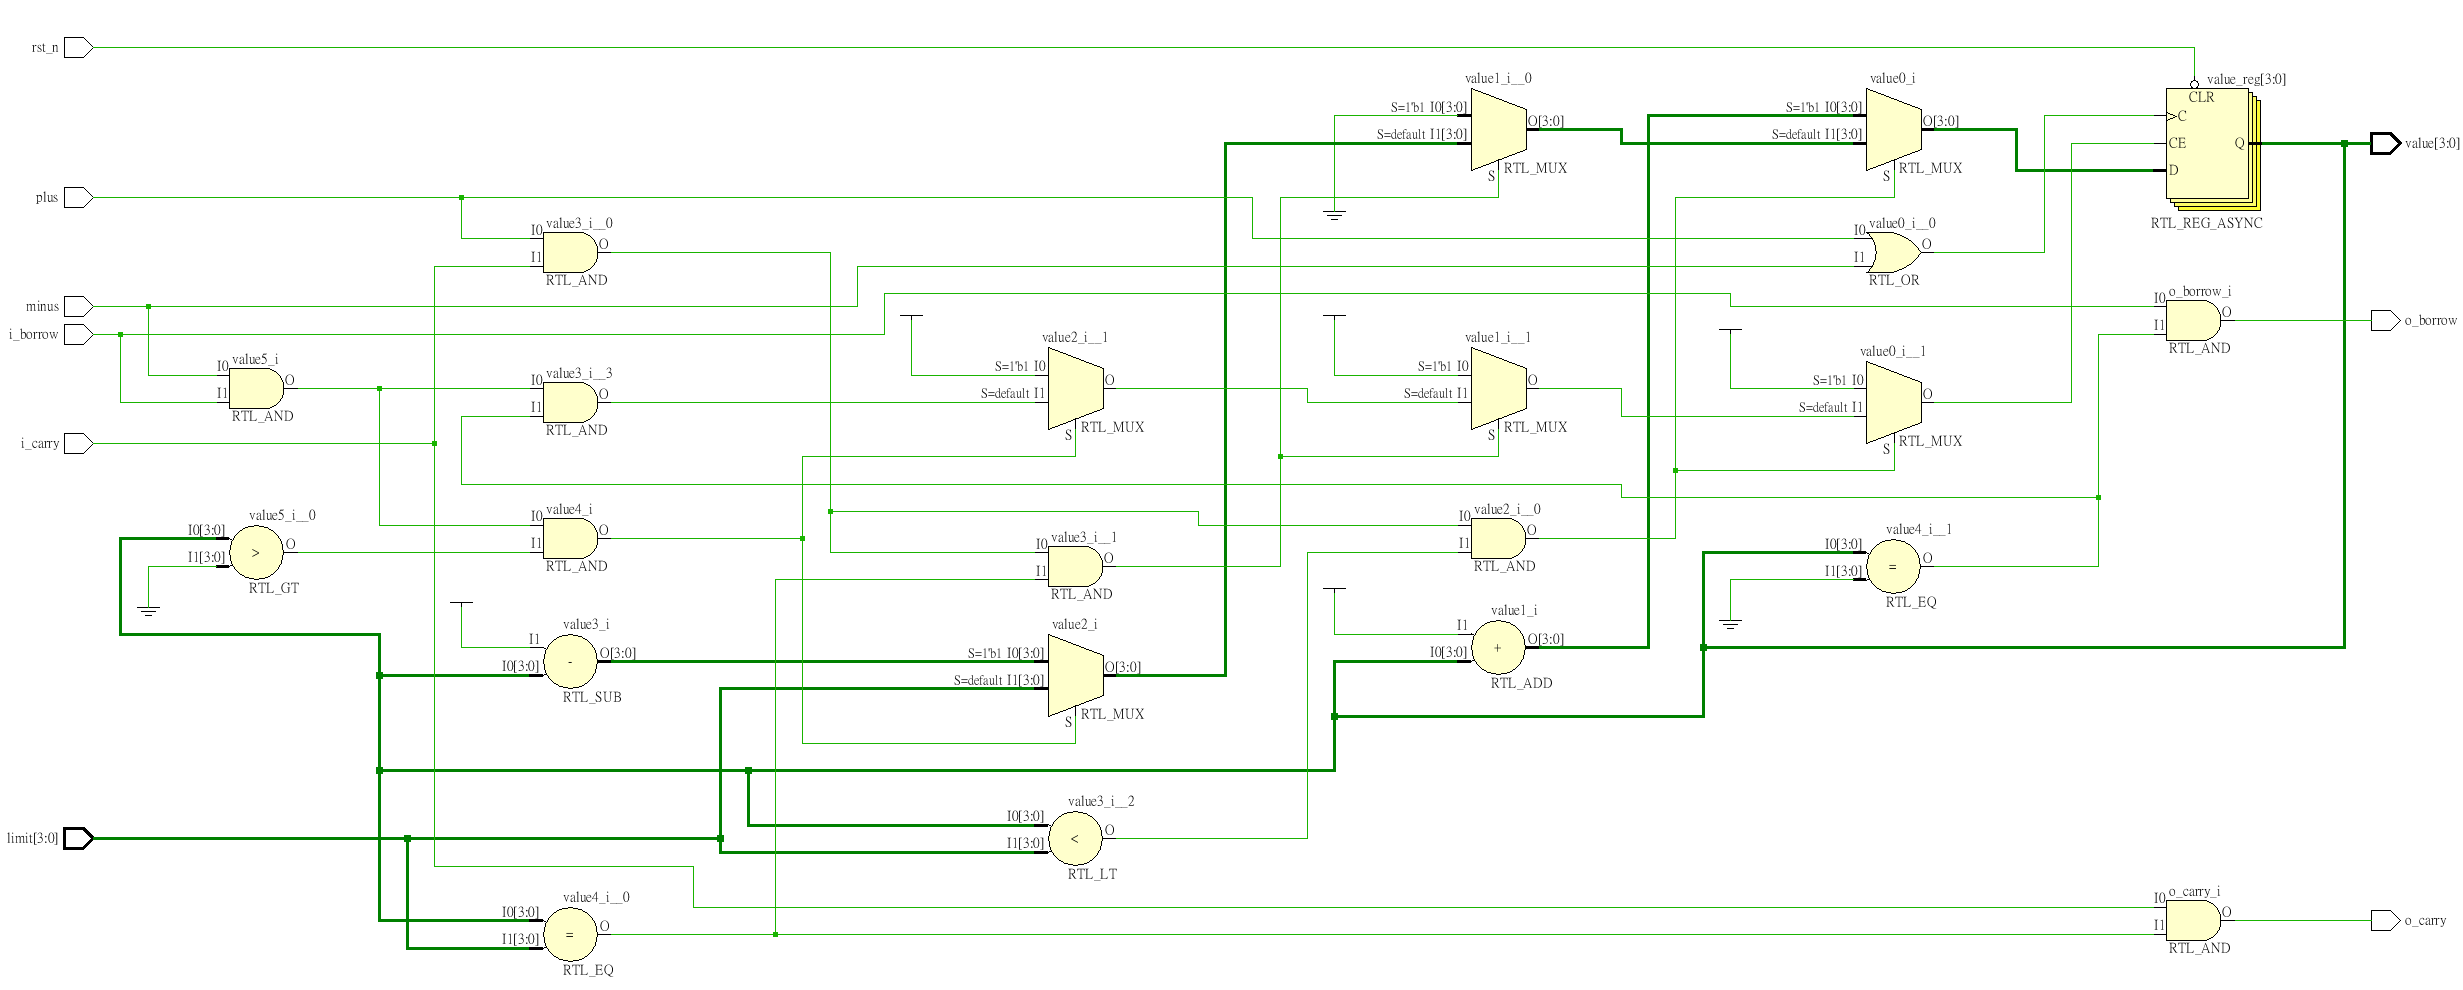 rst_n
value1_i__0
value0_i
value_reg[3:0]
S=1'b1 I0[3:0]
S=default I1[3:0]
O[3:0]
S
RTL_MUX
S=1'b1 I0[3:0]
S=default I1[3:0]
O[3:0]
S
RTL_MUX
CLR
C
CE
D
Q
RTL_REG_ASYNC
value[3:0]
plus
value3_i__0
I0
I1
O
RTL_AND
value0_i__0
I0
I1
O
RTL_OR
minus
i_borrow
o_borrow_i
I0
I1
O
RTL_AND
o_borrow
value5_i
I0
I1
O
RTL_AND
value3_i__3
I0
I1
O
RTL_AND
value2_i__1
S=1'b1 I0
S=default I1
O
S
RTL_MUX
value1_i__1
S=1'b1 I0
S=default I1
O
S
RTL_MUX
value0_i__1
S=1'b1 I0
S=default I1
O
S
RTL_MUX
i_carry
value5_i__0
I0[3:0]
I1[3:0]
>
O
RTL_GT
value4_i
I0
I1
O
RTL_AND
value3_i__1
I0
I1
O
RTL_AND
value2_i__0
I0
I1
O
RTL_AND
value4_i__1
I0[3:0]
I1[3:0]
=
O
RTL_EQ
value3_i
I1
I0[3:0]
-
O[3:0]
RTL_SUB
value2_i
S=1'b1 I0[3:0]
S=default I1[3:0]
O[3:0]
S
RTL_MUX
value1_i
I1
I0[3:0]
+
O[3:0]
RTL_ADD
limit[3:0]
value3_i__2
I0[3:0]
I1[3:0]
<
O
RTL_LT
value4_i__0
I0[3:0]
I1[3:0]
=
O
RTL_EQ
o_carry_i
I0
I1
O
RTL_AND
o_carry